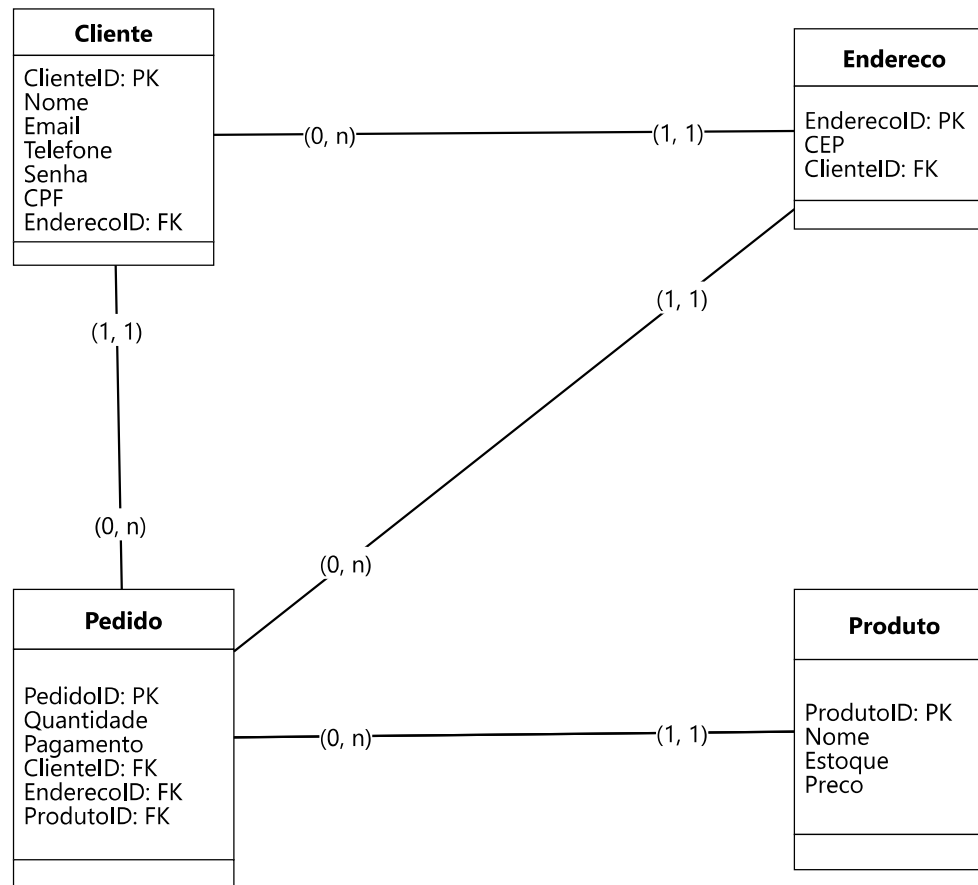 Cliente
ClienteID: PK
Nome
Email
Telefone
Senha
CPF
EnderecoID: FK
(0, n)
(1, 1)
Endereco
EnderecoID: PK
CEP
ClienteID: FK
(1, 1)
(1, 1)
(0, n)
(0, n)
Pedido
PedidoID: PK
Quantidade
Pagamento
ClienteID: FK
EnderecoID: FK
ProdutoID: FK
(0, n)
(1, 1)
Produto
ProdutoID: PK
Nome
Estoque
Preco